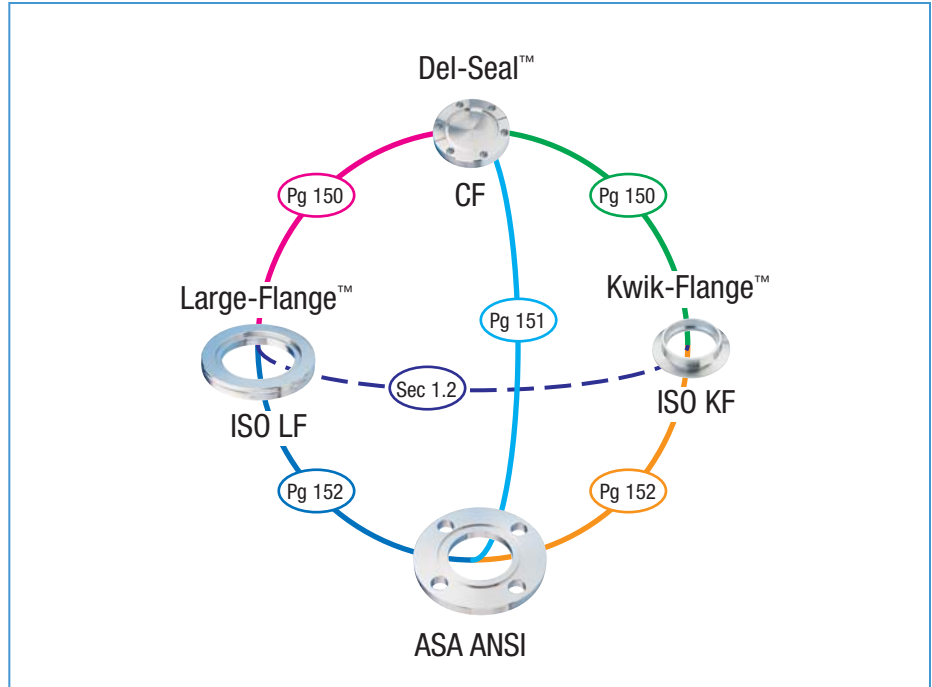 Del-Seal™
CF
Pg 150
Pg 150
Large-Flange™
Kwik-Flange™
Pg 151
Sec 1.2
ISO LF
ISO KF
Pg 152
Pg 152
ASA ANSI